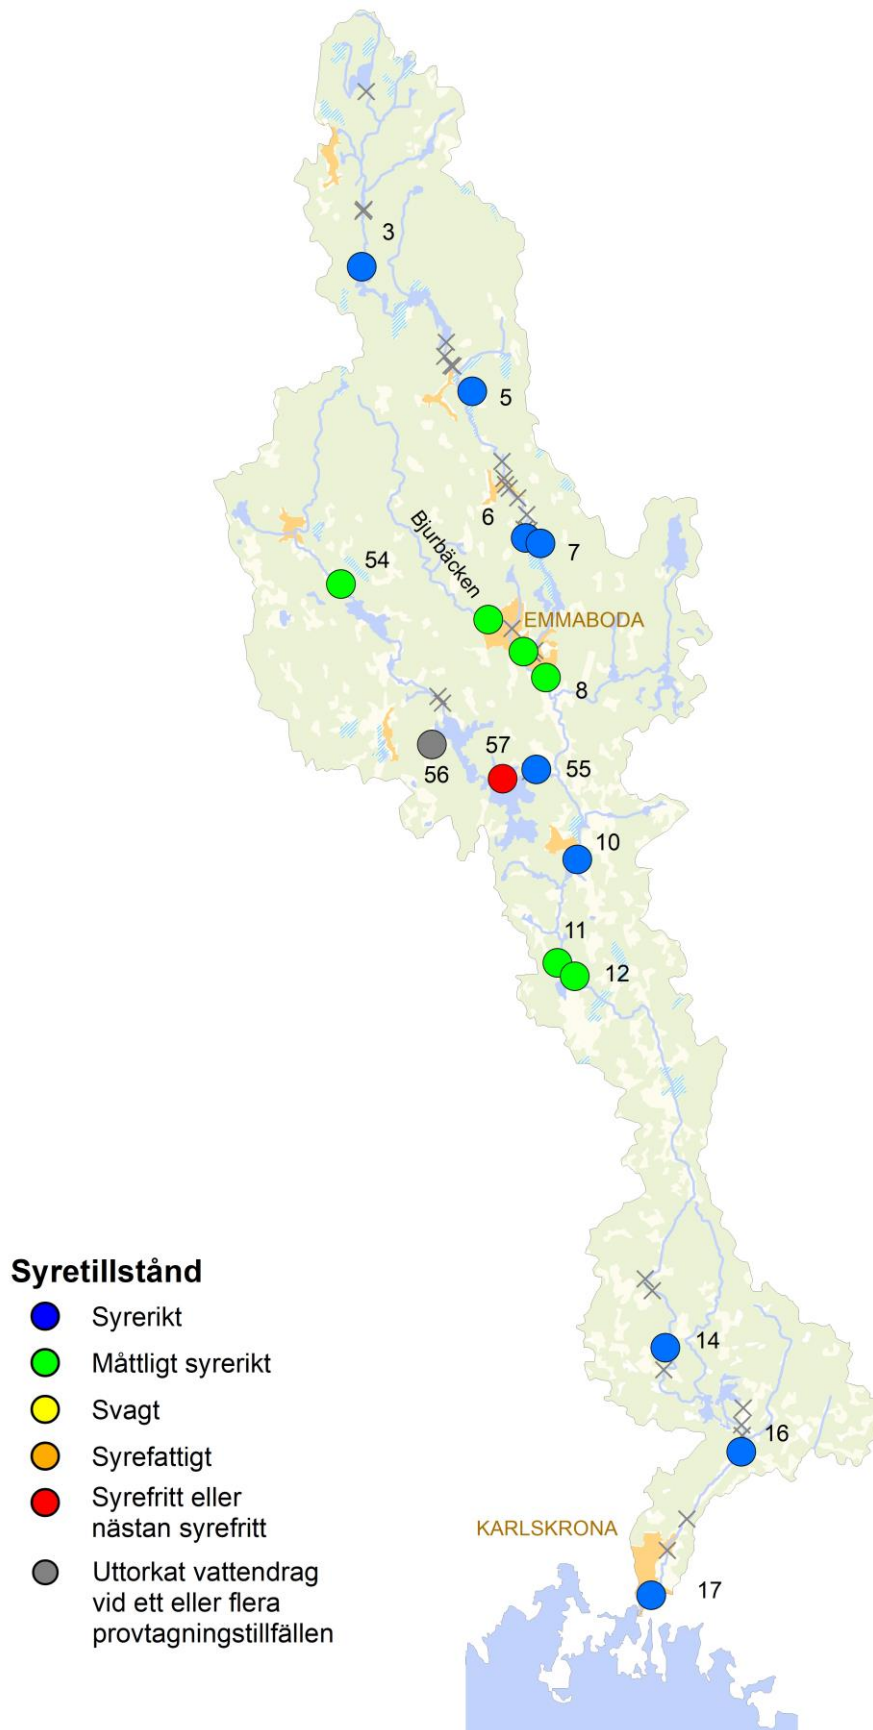 3
5
6
7
54
Bjurbäcken
EMMABODA
8
57
55
56
10
11
12
14
16
KARLSKRONA
17
Syretillstånd
Syrerikt
Måttligt syrerikt
Svagt
Syrefattigt
Syrefritt eller
nästan syrefritt
Uttorkat vattendrag
vid ett eller flera
provtagningstillfällen